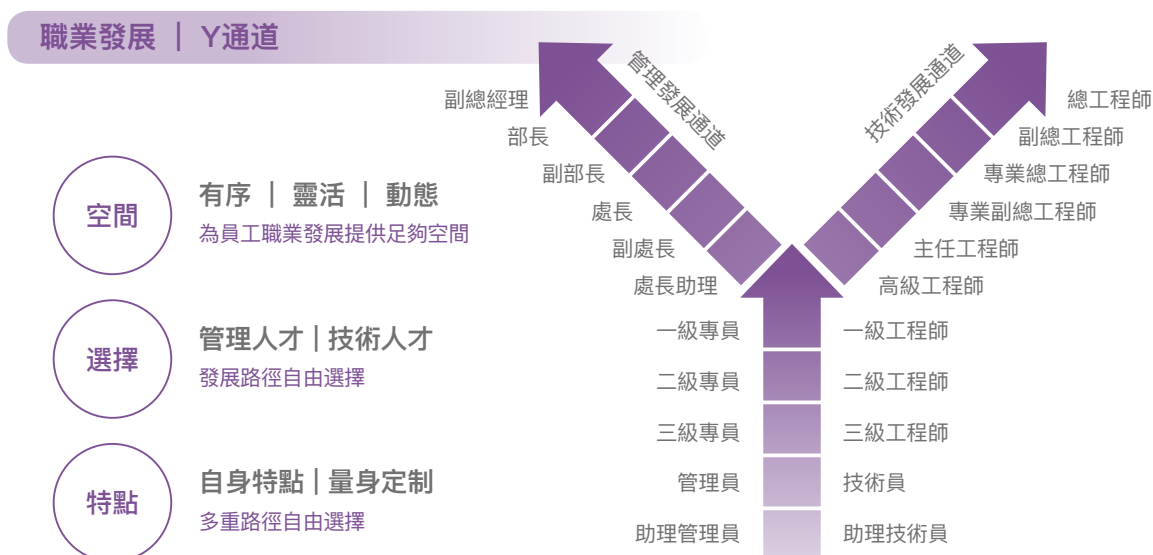 職業發展 | Y通道
空間
有序 | 靈活 | 動態
為員工職業發展提供足夠空間
選擇
管理人才 | 技術人才
發展路徑自由選擇
特點
自身特點 | 量身定制
多重路徑自由選擇
管理發展通道
副總經理
部長
副部長
處長
副處長
處長助理
技術發展通道
總工程師
副總工程師
專業總工程師
專業副總工程師
主任工程師
高級工程師
一級專員
一級工程師
二級專員
二級工程師
三級專員
三級工程師
管理員
技術員
助理管理員
助理技術員